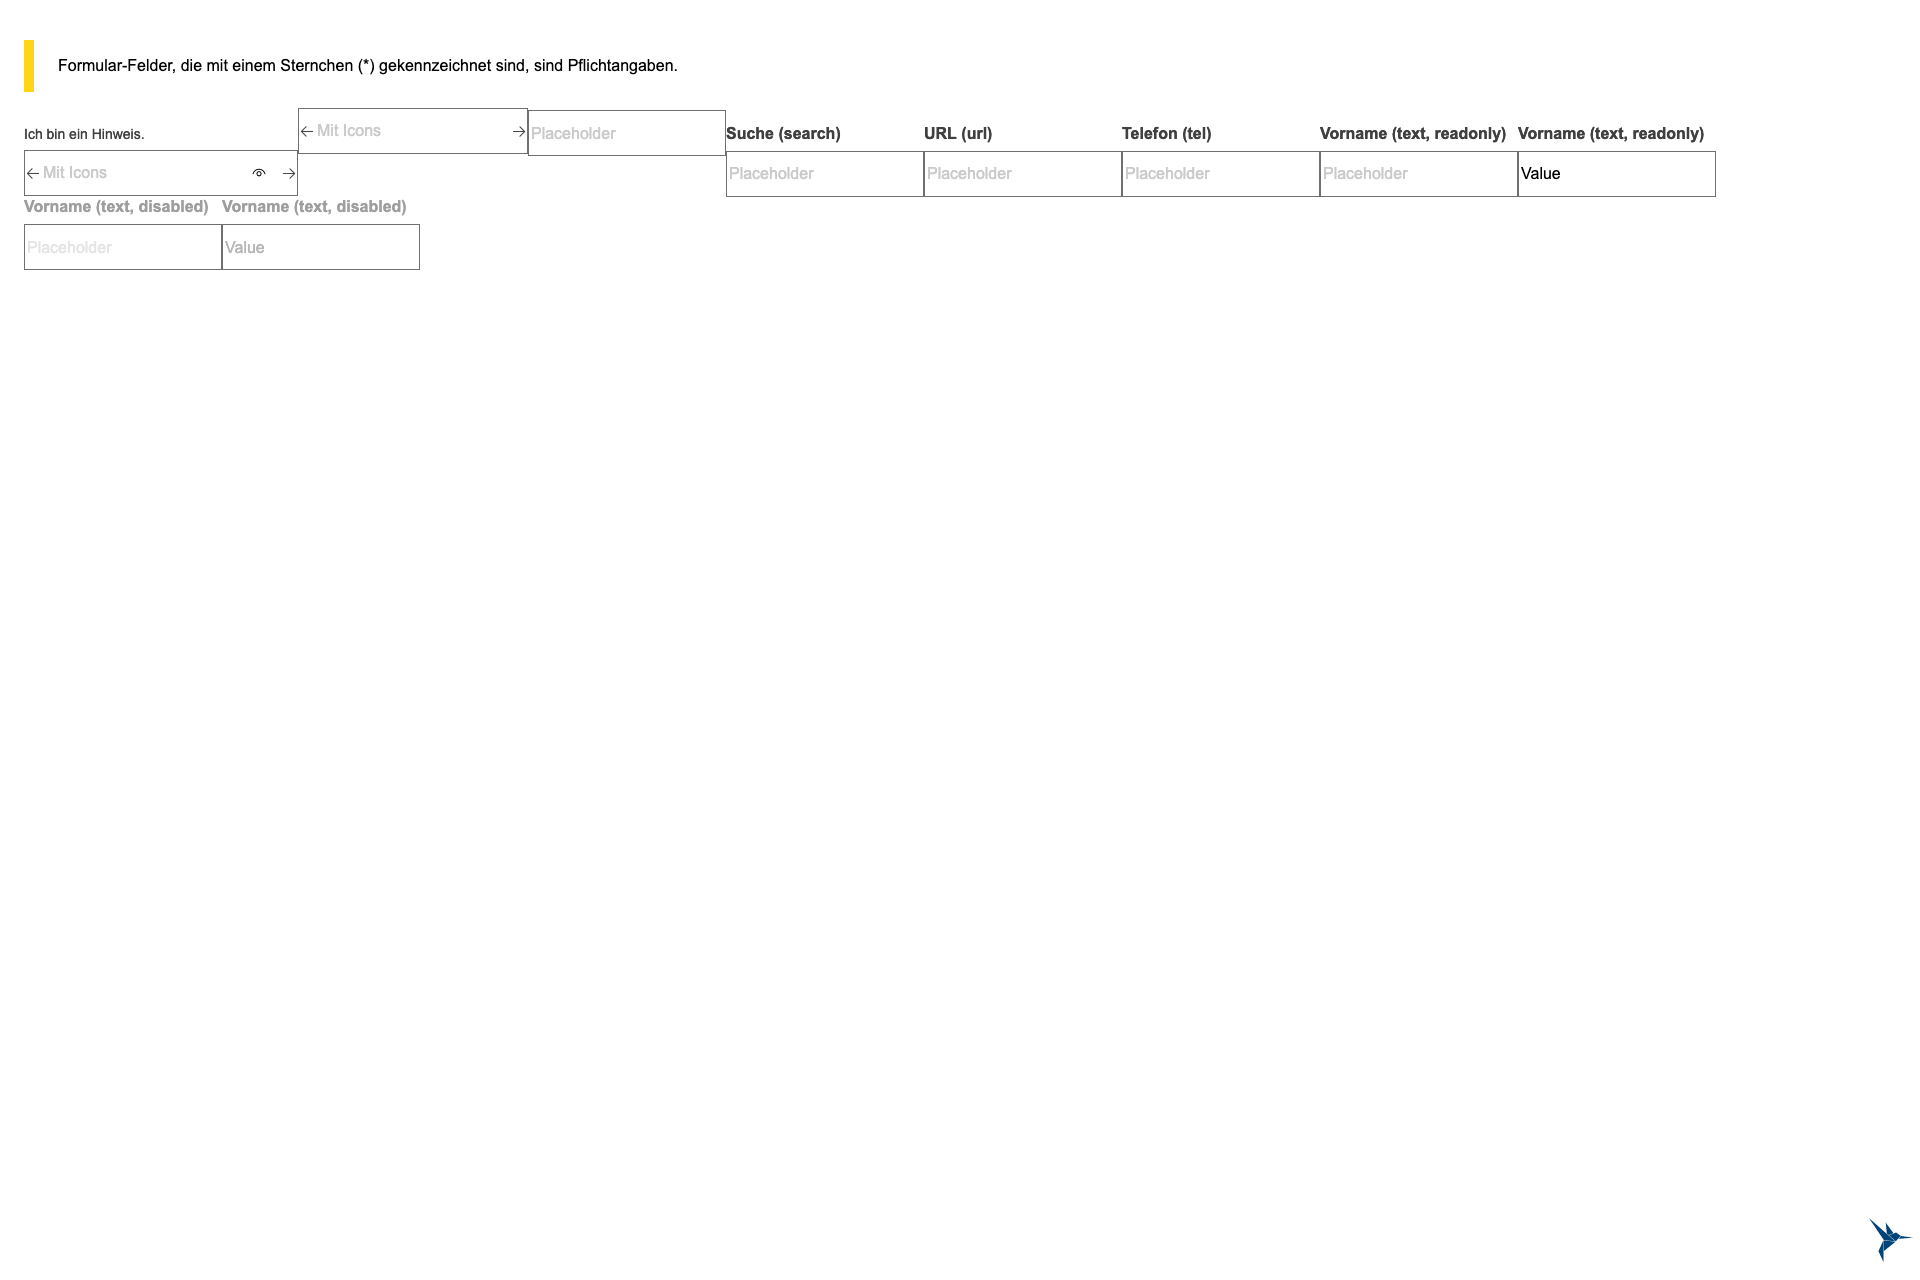 Formular-Felder, die mit einem Sternchen (*) gekennzeichnet sind, sind Pflichtangaben.
Ich bin ein Hinweis.
Mit Icons
Mit Icons
Placeholder
Suche (search)
Placeholder
URL (url)
Placeholder
Telefon (tel)
Placeholder
Vorname (text, readonly)
Placeholder
Vorname (text, readonly)
Value
Vorname (text, disabled)
Placeholder
Vorname (text, disabled)
Value